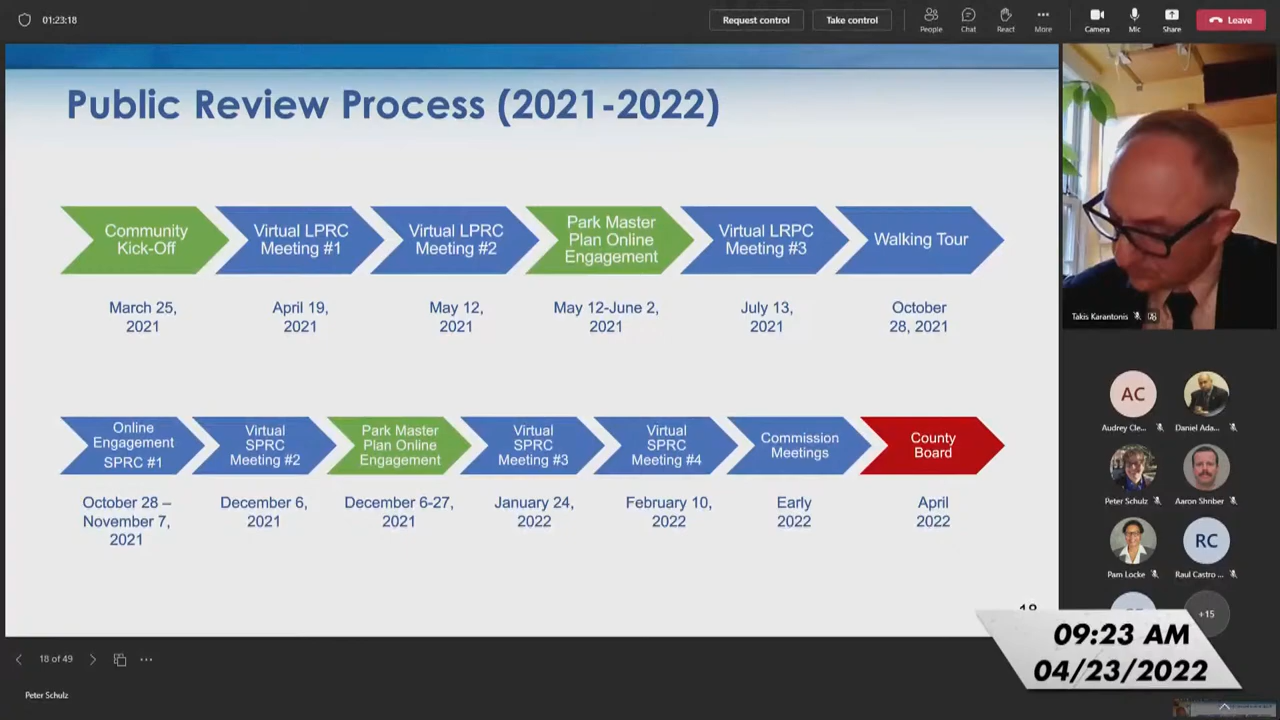 01:23:18
Request control
Take control
People
Chat
React
More
Camera
Mic
Share
Leave
Public Review Process (2021-2022)
Community
Kick-Off
Virtual LPRC
Meeting #1
Virtual LPRC
Meeting #2
Park Master
Plan Online
Engagement
Virtual LRPC
Meeting #3
Walking Tour
March 25,
2021
April 19,
2021
May 12,
2021
May 12-June 2,
2021
July 13,
2021
October
28, 2021
Online
Engagement
SPRC #1
Virtual
SPRC
Meeting #2
Park Master
Plan Online
Engagement
Virtual
SPRC
Meeting #3
Virtual
SPRC
Meeting #4
Commission
Meetings
County
Board
October 28 –
November 7,
2021
December 6,
2021
December 6-27,
2021
January 24,
2022
February 10,
2022
Early
2022
April
2022
18
Takis Karantonis
AC
Audrey Cle...
Daniel Ada...
Peter Schulz
Aaron Shriber
Pam Locke
RC
Raul Castro ...
+15
09:23 AM
04/23/2022
18 of 49
Peter Schulz